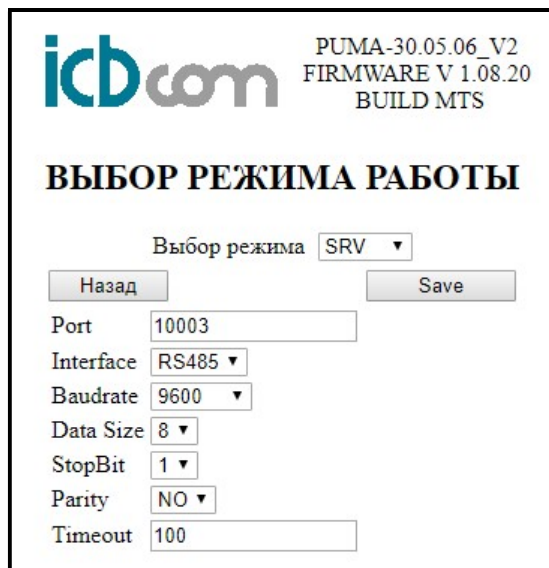 icbcom
PUMA-30.05.06_V2
FIRMWARE V 1.08.20
BUILD MTS
ВЫБОР РЕЖИМА РАБОТЫ
Выбор режима SRV
Назад Save
Port 10003
Interface RS485
Baudrate 9600
Data Size 8
StopBit 1
Parity NO
Timeout 100